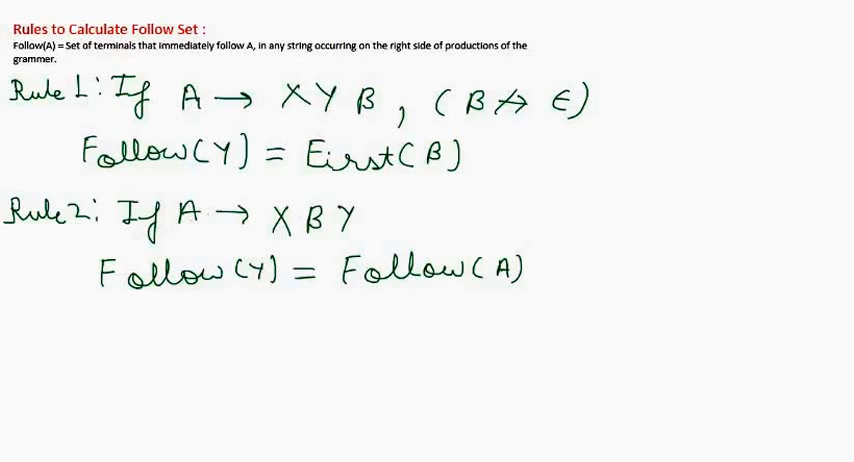 Rules to Calculate Follow Set :
Follow(A) = Set of terminals that immediately follow A, in any string occurring on the right side of productions of the
grammer.
Rule 1: If A → X Y β , ( β ↛ ε )
Follow(Y) = First( β )
Rule 2: If A → X β Y
Follow(Y) = Follow( A )